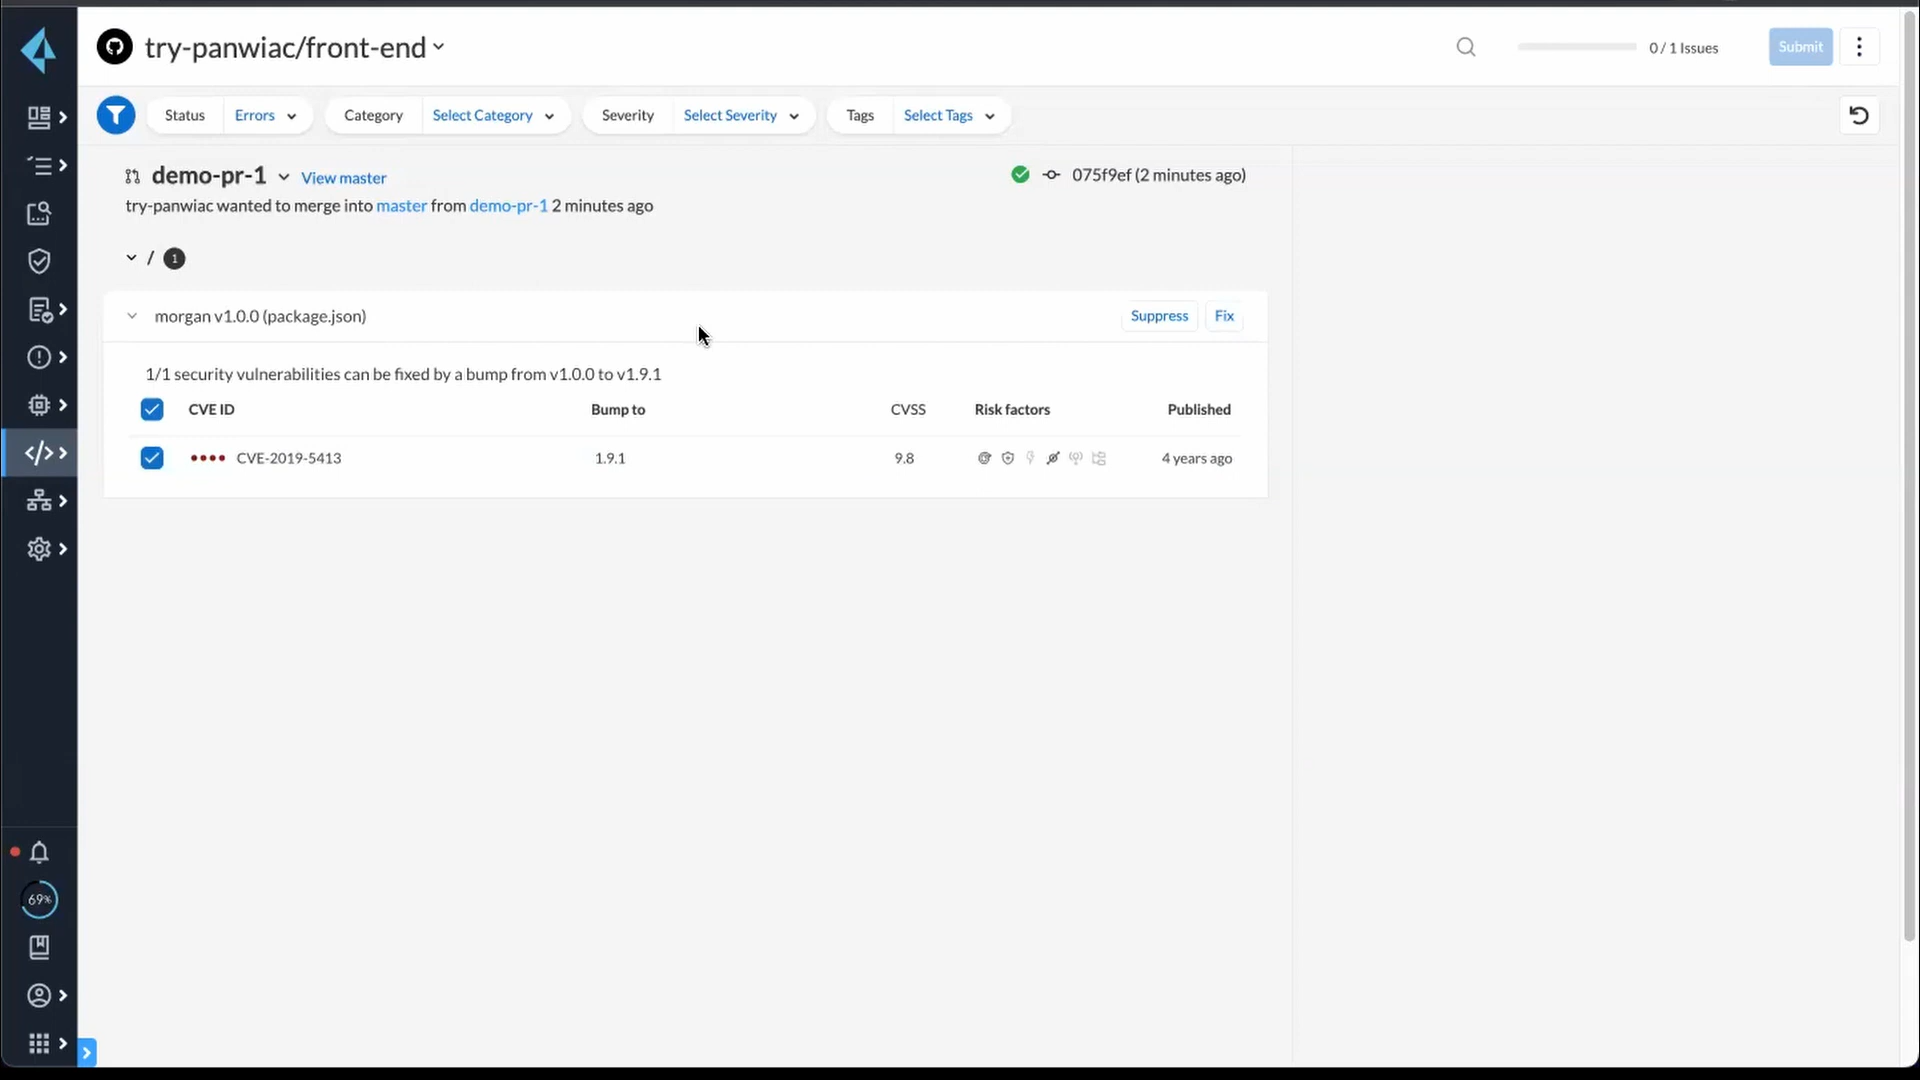 try-panwiac/front-end
0 / 1 Issues
Submit
Status Errors Category Select Category Severity Select Severity Tags Select Tags
demo-pr-1 View master
075f9ef (2 minutes ago)
try-panwiac wanted to merge into master from demo-pr-1 2 minutes ago
/ 1
morgan v1.0.0 (package.json) Suppress Fix
1/1 security vulnerabilities can be fixed by a bump from v1.0.0 to v1.9.1
CVE ID Bump to CVSS Risk factors Published
CVE-2019-5413 1.9.1 9.8 4 years ago
69%